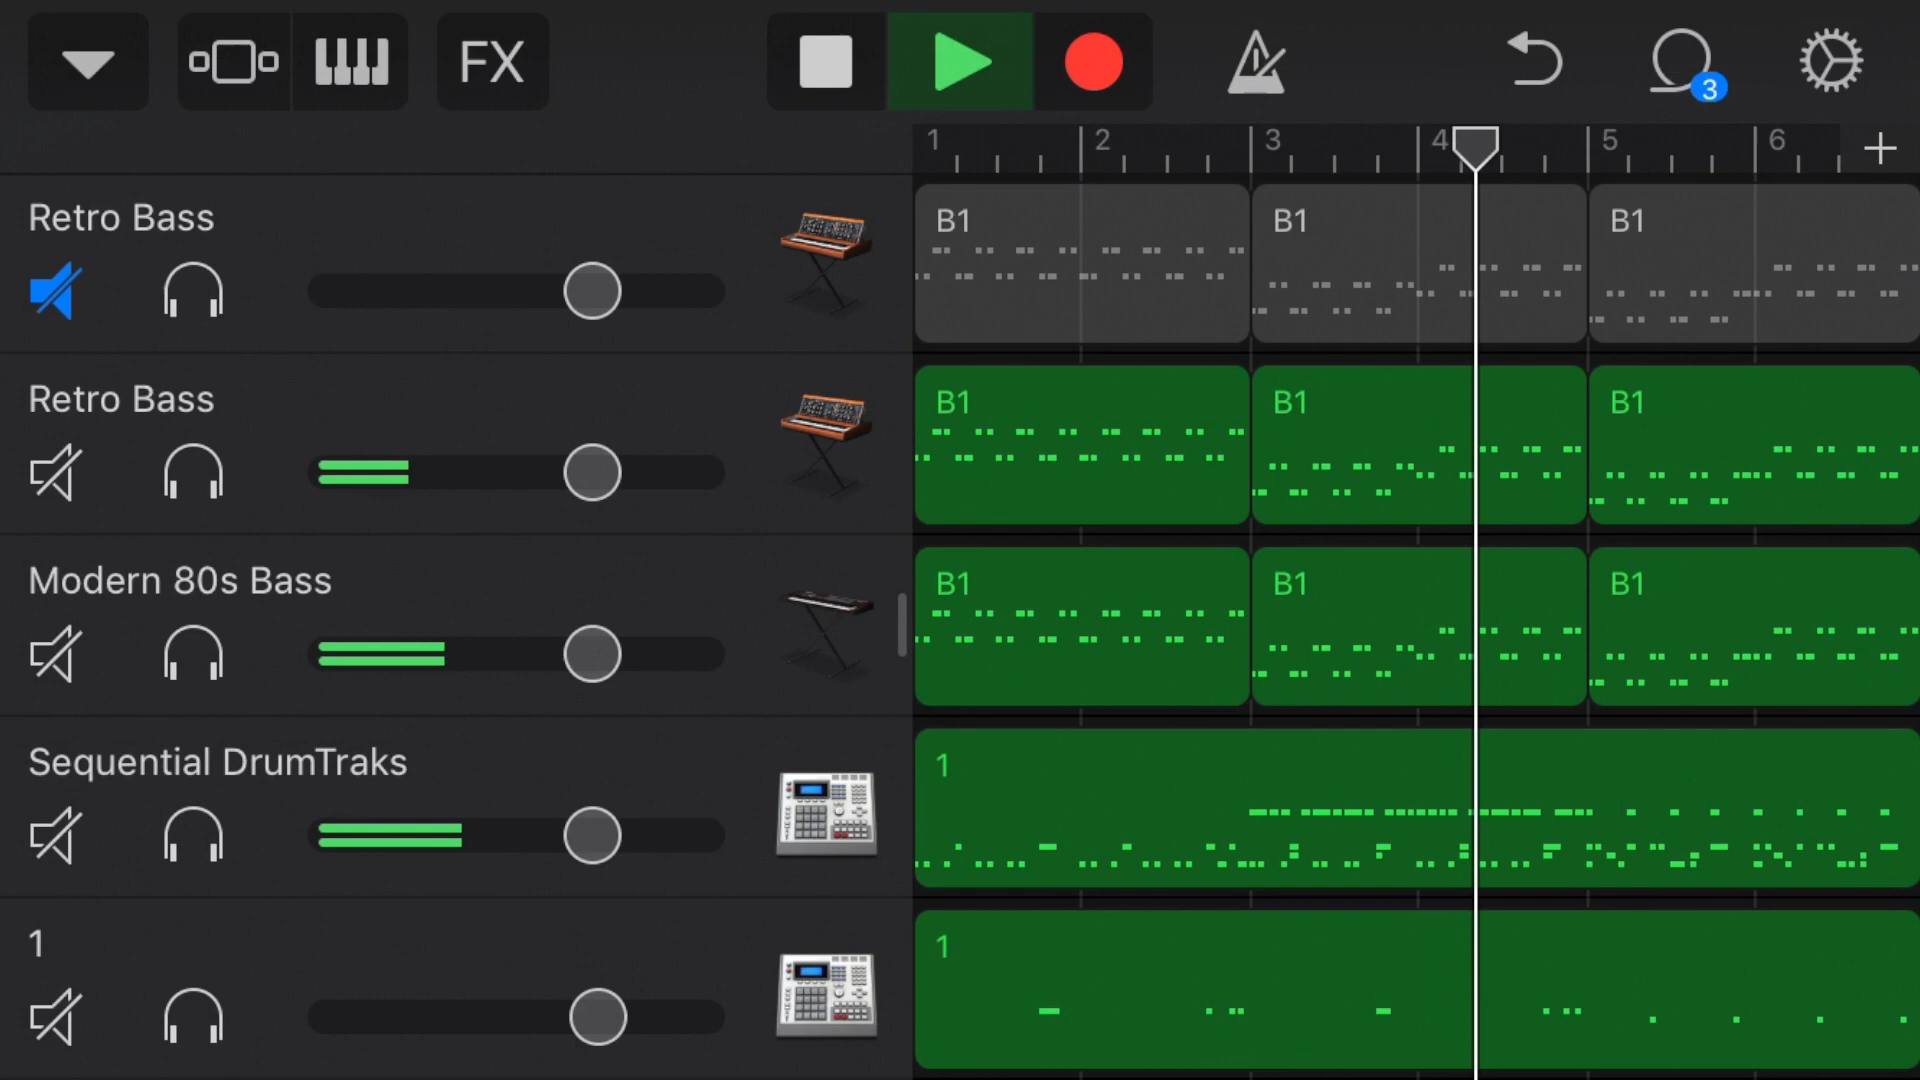 FX
3
1 2 3 4 5 6
Retro Bass
B1 B1 B1
Retro Bass
B1 B1 B1
Modern 80s Bass
B1 B1 B1
Sequential DrumTraks
1
1
1